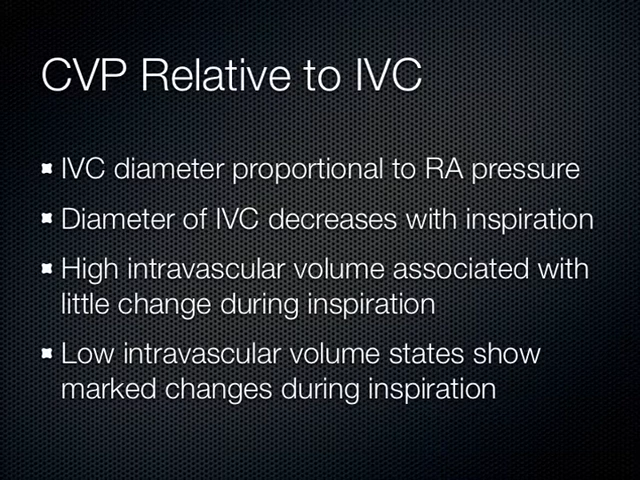 CVP Relative to IVC
IVC diameter proportional to RA pressure
Diameter of IVC decreases with inspiration
High intravascular volume associated with
little change during inspiration
Low intravascular volume states show
marked changes during inspiration